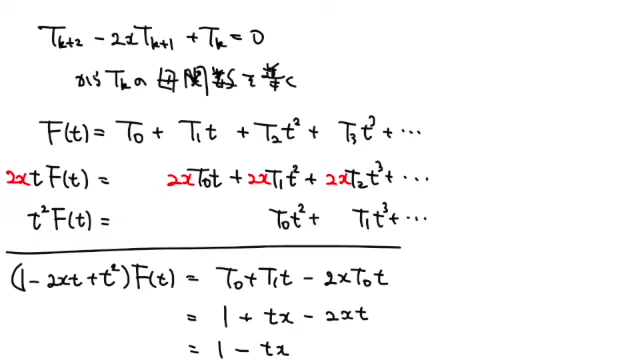 T_{k+2} - 2xT_{k+1} + T_k = 0
から T_k の 母関数を書く
F(t) = T_0 + T_1 t + T_2 t^2 + T_3 t^3 + ...
2xt F(t) = 2xT_0 t + 2xT_1 t^2 + 2xT_2 t^3 + ...
t^2 F(t) = T_0 t^2 + T_1 t^3 + ...
(1 - 2xt + t^2) F(t) = T_0 + T_1 t - 2xT_0 t
= 1 + tx - 2xt
= 1 - tx